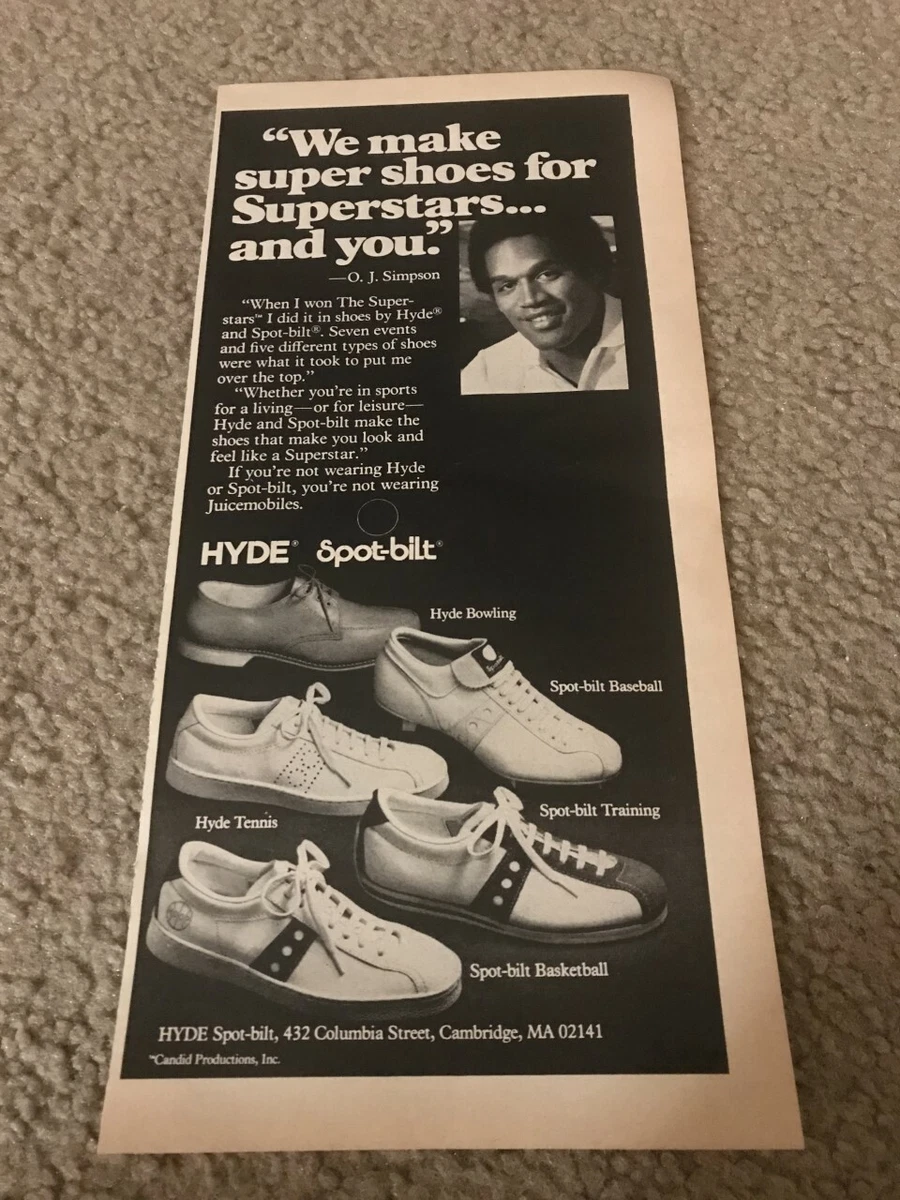 “We make
super shoes for
Superstars...
and you.”
—O. J. Simpson
“When I won The Super-
stars™ I did it in shoes by Hyde®
and Spot-bilt®. Seven events
and five different types of shoes
were what it took to put me
over the top.”
“Whether you’re in sports
for a living—or for leisure—
Hyde and Spot-bilt make the
shoes that make you look and
feel like a Superstar.”
If you’re not wearing Hyde
or Spot-bilt, you’re not wearing
Juicemobiles.
HYDE® Spot-bilt®
Hyde Bowling
Spot-bilt Baseball
Spot-bilt Training
Hyde Tennis
Spot-bilt Basketball
HYDE Spot-bilt, 432 Columbia Street, Cambridge, MA 02141
™Candid Productions, Inc.